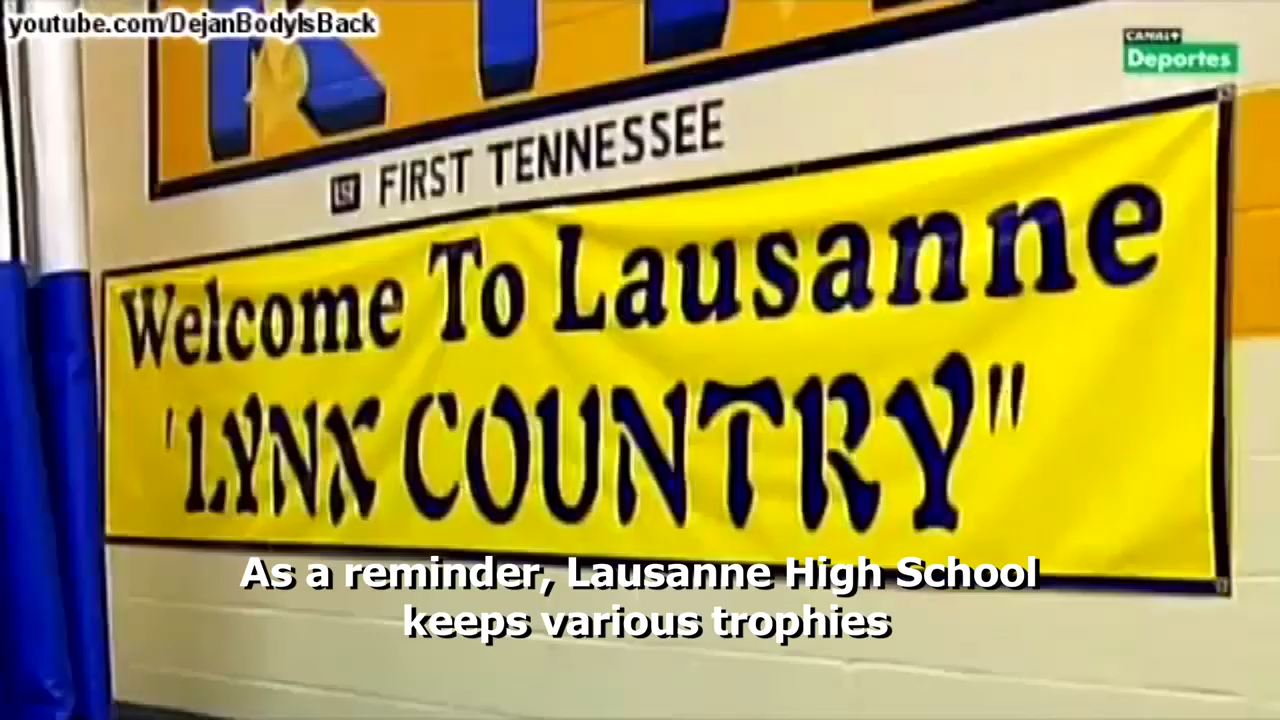 youtube.com/DejanBodyIsBack
CANAL+
Deportes
FIRST TENNESSEE
Welcome To Lausanne
"LYNX COUNTRY"
As a reminder, Lausanne High School
keeps various trophies